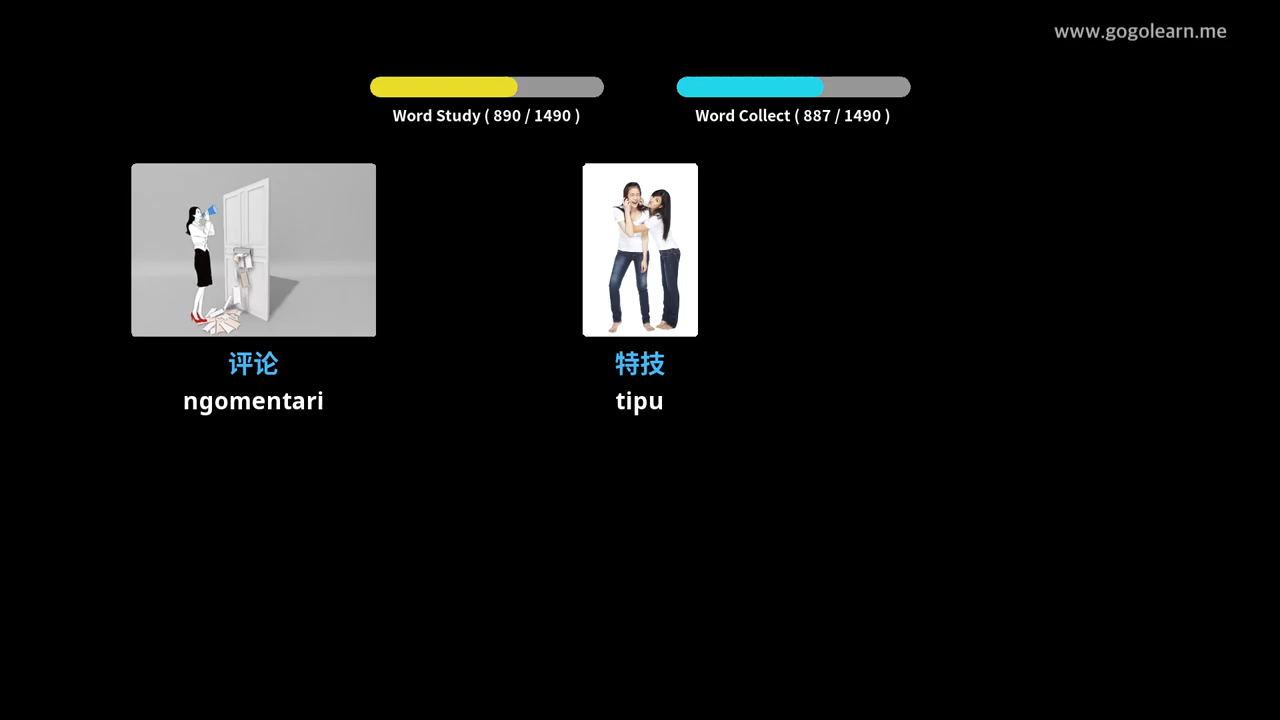 www.gogolearn.me
Word Study ( 890 / 1490 )
Word Collect ( 887 / 1490 )
评论
ngomentari
特技
tipu